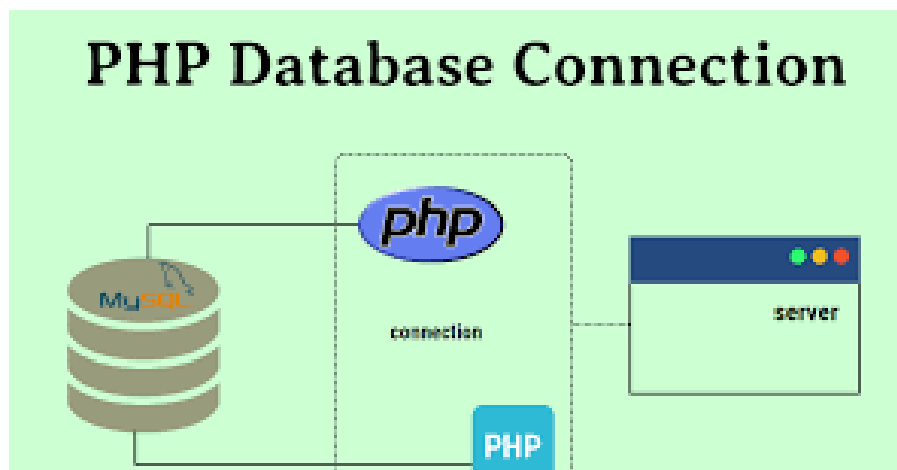 PHP Database Connection
php
MySQL
server
connection
PHP